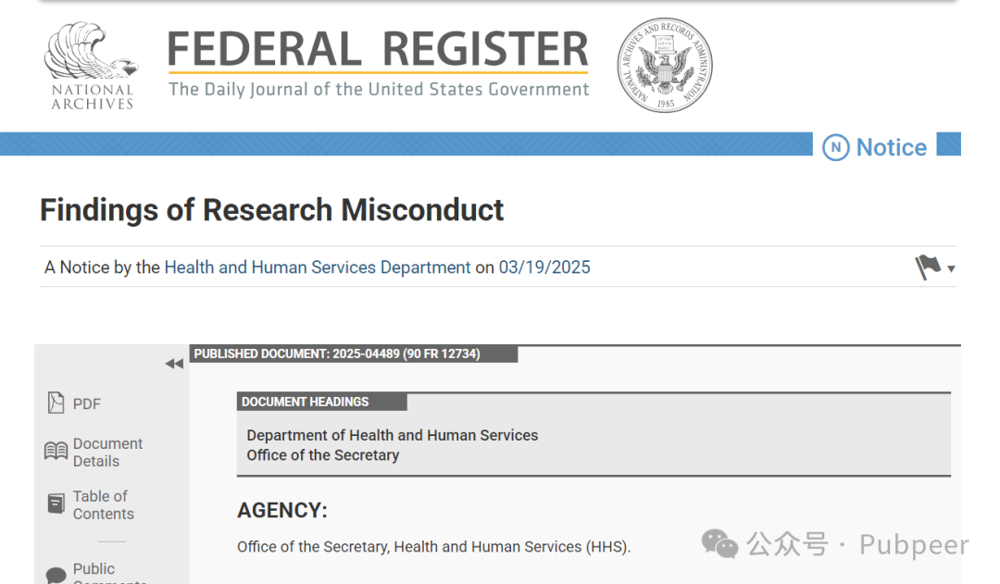 NATIONAL
ARCHIVES
FEDERAL REGISTER
The Daily Journal of the United States Government
NATIONAL ARCHIVES AND RECORDS ADMINISTRATION
1985
N Notice
Findings of Research Misconduct
A Notice by the Health and Human Services Department on 03/19/2025
PUBLISHED DOCUMENT: 2025-04489 (90 FR 12734)
PDF
Document
Details
Table of
Contents
Public
DOCUMENT HEADINGS
Department of Health and Human Services
Office of the Secretary
AGENCY:
Office of the Secretary, Health and Human Services (HHS).
公众号 · Pubpeer